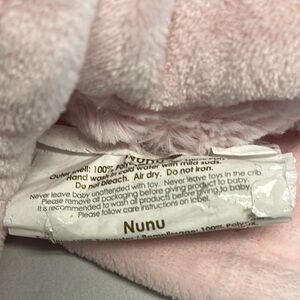 Nunu
Outer shell: 100% Polye
Hand wash in cold water with mild suds.
Do not bleach. Air dry. Do not iron.
Never leave baby unattended with toy. Never leave toys in the crib.
Please remove all packaging before giving product to baby.
It is recommended to wash all products before giving to baby.
Please follow care instructions on label.
Nunu
100% Pol